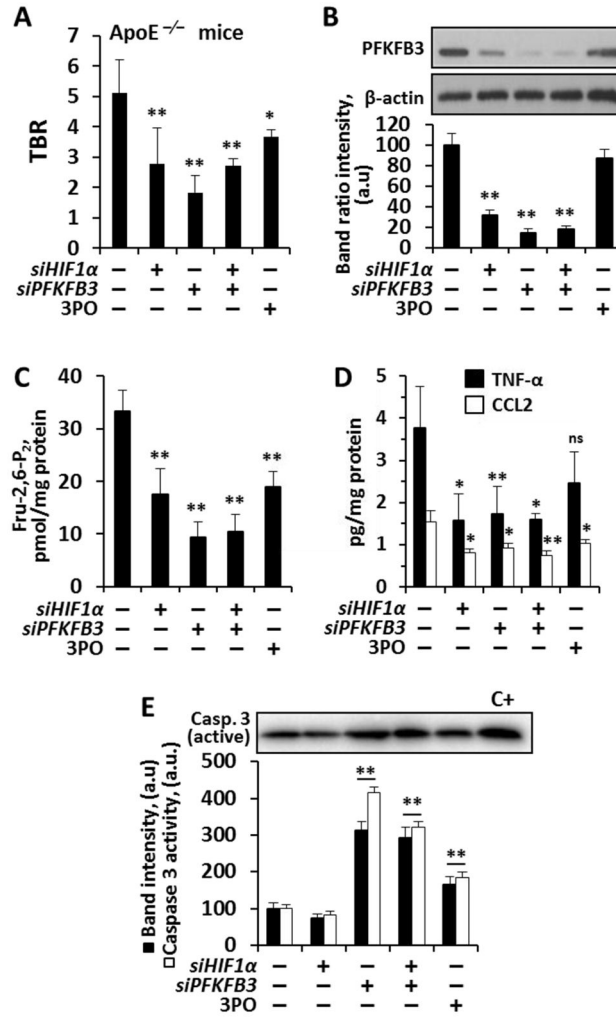 A
ApoE −/− mice
TBR
7
6
5
4
3
2
1
0
** ** ** *
siHIF1α − + − + −
siPFKFB3 − − + + −
3PO − − − − +
B
PFKFB3
β-actin
Band ratio intensity,
(a.u)
120
100
80
60
40
20
0
** ** **
siHIF1α − + − + −
siPFKFB3 − − + + −
3PO − − − − +
C
Fru-2,6-P2,
pmol/mg protein
40
30
20
10
0
** ** ** **
siHIF1α − + − + −
siPFKFB3 − − + + −
3PO − − − − +
D
TNF-α
CCL2
pg/mg protein
5
4
3
2
1
0
* * ** * * ** ns *
siHIF1α − + − + −
siPFKFB3 − − + + −
3PO − − − − +
E
C+
Casp. 3
(active)
Band intensity, (a.u)
Caspase 3 activity, (a.u.)
500
400
300
200
100
0
** ** **
siHIF1α − + − + −
siPFKFB3 − − + + −
3PO − − − − +